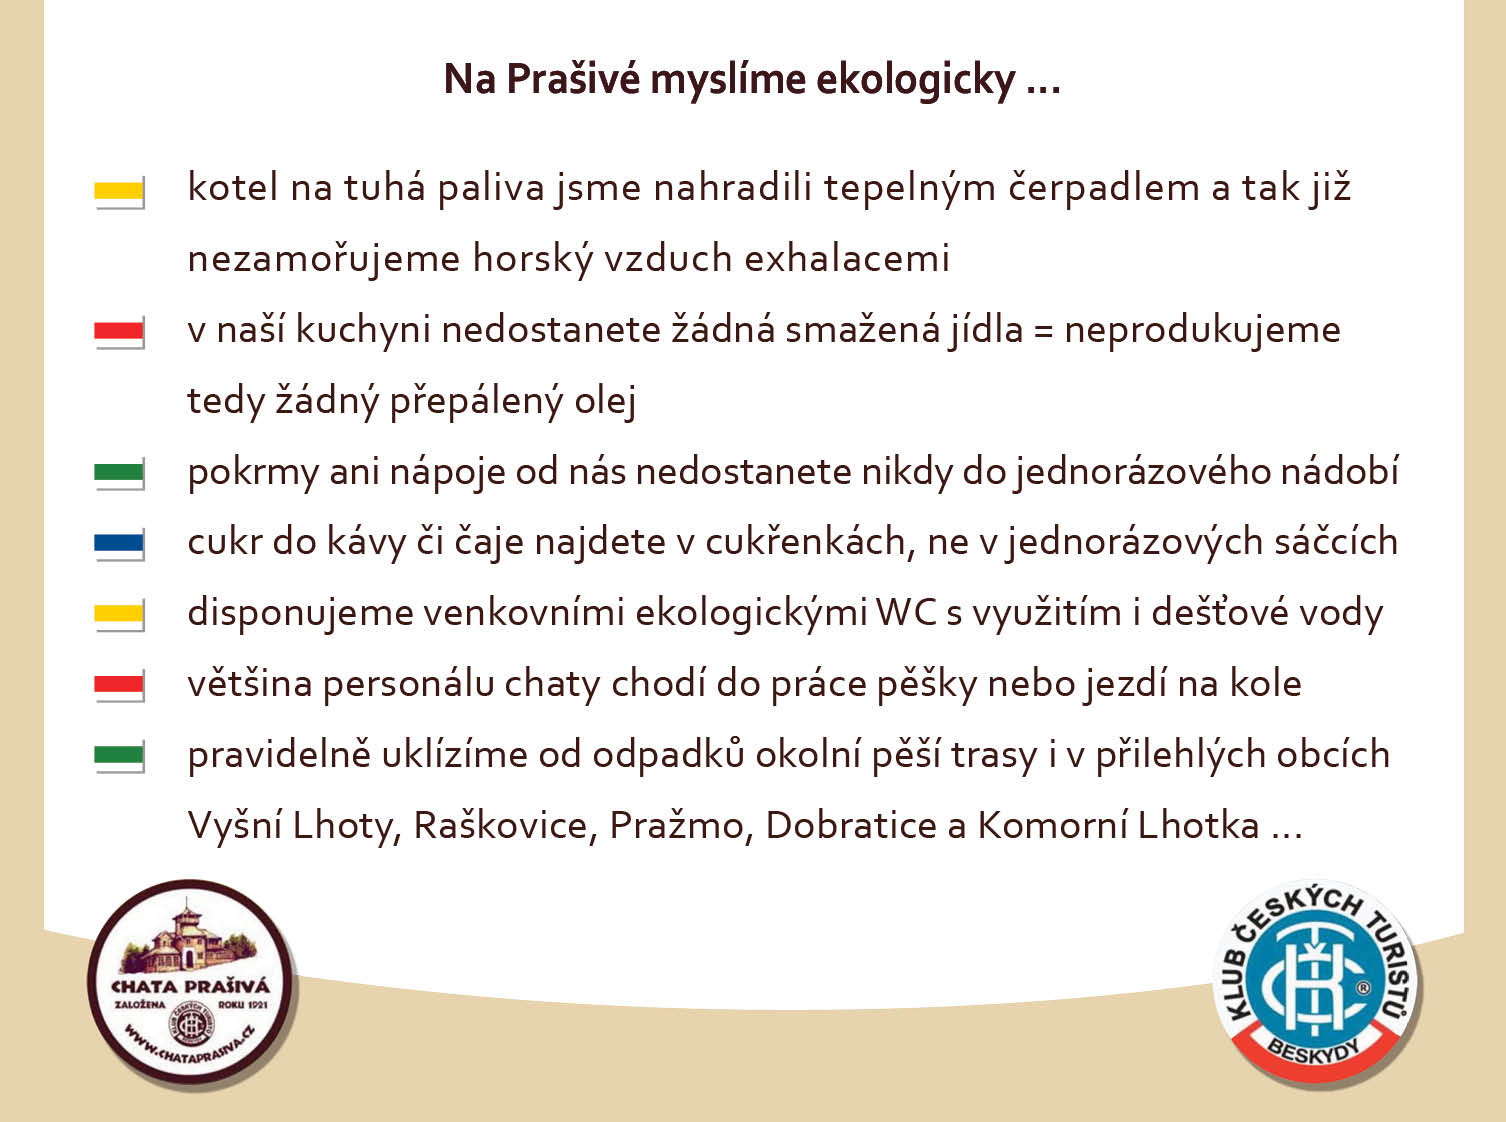 Na Prašivé myslíme ekologicky ...
kotel na tuhá paliva jsme nahradili tepelným čerpadlem a tak již
nezamořujeme horský vzduch exhalacemi
v naší kuchyni nedostanete žádná smažená jídla = neprodukujeme
tedy žádný přepálený olej
pokrmy ani nápoje od nás nedostanete nikdy do jednorázového nádobí
cukr do kávy či čaje najdete v cukřenkách, ne v jednorázových sáčcích
disponujeme venkovními ekologickými WC s využitím i dešťové vody
většina personálu chaty chodí do práce pěšky nebo jezdí na kole
pravidelně uklízíme od odpadků okolní pěší trasy i v přilehlých obcích
Vyšní Lhoty, Raškovice, Pražmo, Dobratice a Komorní Lhotka ...
CHATA PRAŠIVÁ
ZALOŽENA ROKU 1921
KLUB ČESKÝCH TURISTŮ
KČT
WWW.CHATAPRASIVA.CZ
KLUB ČESKÝCH TURISTŮ
KČT ®
BESKYDY